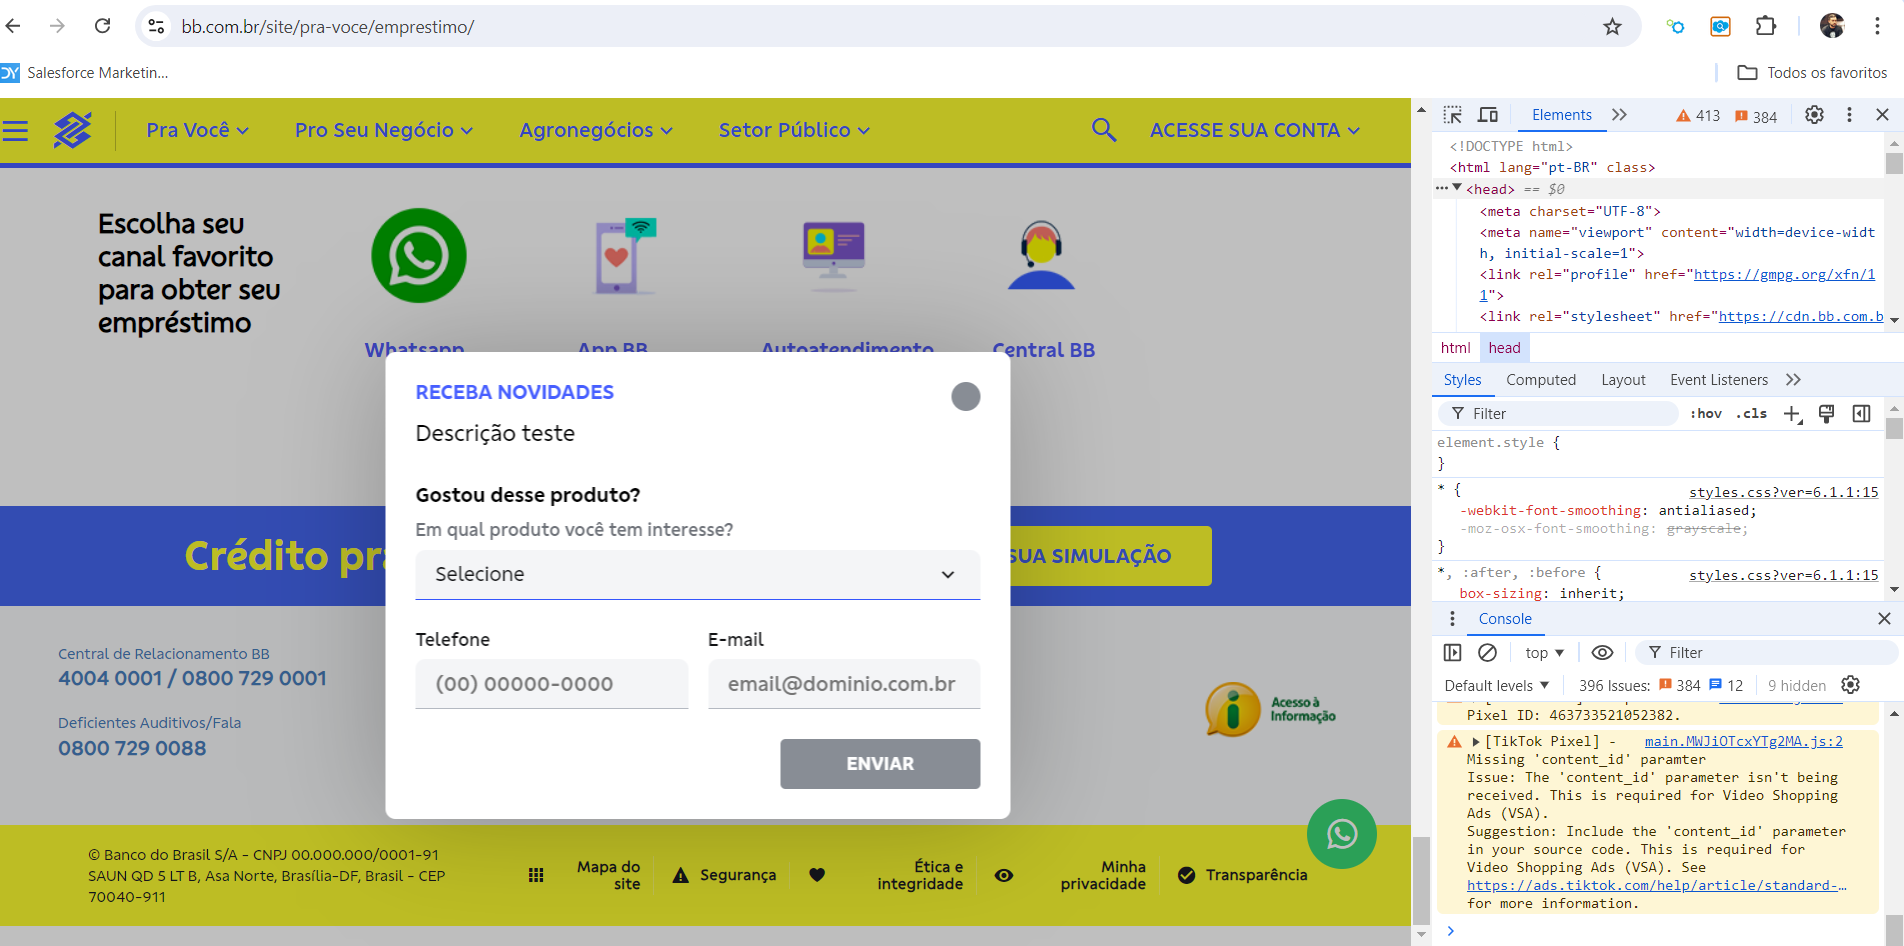 bb.com.br/site/pra-voce/emprestimo/
Salesforce Marketin...
Todos os favoritos
Pra Você
Pro Seu Negócio
Agronegócios
Setor Público
ACESSE SUA CONTA
Escolha seu
canal favorito
para obter seu
empréstimo
Whatsapp
App BB
Autoatendimento
Central BB
RECEBA NOVIDADES
Descrição teste
Gostou desse produto?
Em qual produto você tem interesse?
Selecione
Telefone
E-mail
(00) 00000-0000
email@dominio.com.br
ENVIAR
Crédito pra
SUA SIMULAÇÃO
Central de Relacionamento BB
4004 0001 / 0800 729 0001
Deficientes Auditivos/Fala
0800 729 0088
Acesso à
Informação
© Banco do Brasil S/A - CNPJ 00.000.000/0001-91
SAUN QD 5 LT B, Asa Norte, Brasília-DF, Brasil - CEP
70040-911
Mapa do
site
Segurança
Ética e
integridade
Minha
privacidade
Transparência
Elements
413
384
<!DOCTYPE html>
<html lang="pt-BR" class>
<head> == $0
<meta charset="UTF-8">
<meta name="viewport" content="width=device-widt
h, initial-scale=1">
<link rel="profile" href="https://gmpg.org/xfn/1
1">
<link rel="stylesheet" href="https://cdn.bb.com.b
html
head
Styles
Computed
Layout
Event Listeners
Filter
:hov
.cls
element.style {
}
* {
styles.css?ver=6.1.1:15
-webkit-font-smoothing: antialiased;
-moz-osx-font-smoothing: grayscale;
}
*, :after, :before {
styles.css?ver=6.1.1:15
box-sizing: inherit;
Console
top
Filter
Default levels
396 Issues:
384
12
9 hidden
Pixel ID: 463733521052382.
[TikTok Pixel] -
main.MWJiOTcxYTg2MA.js:2
Missing 'content_id' paramter
Issue: The 'content_id' parameter isn't being
received. This is required for Video Shopping
Ads (VSA).
Suggestion: Include the 'content_id' parameter
in your source code. This is required for
Video Shopping Ads (VSA). See
https://ads.tiktok.com/help/article/standard-…
for more information.